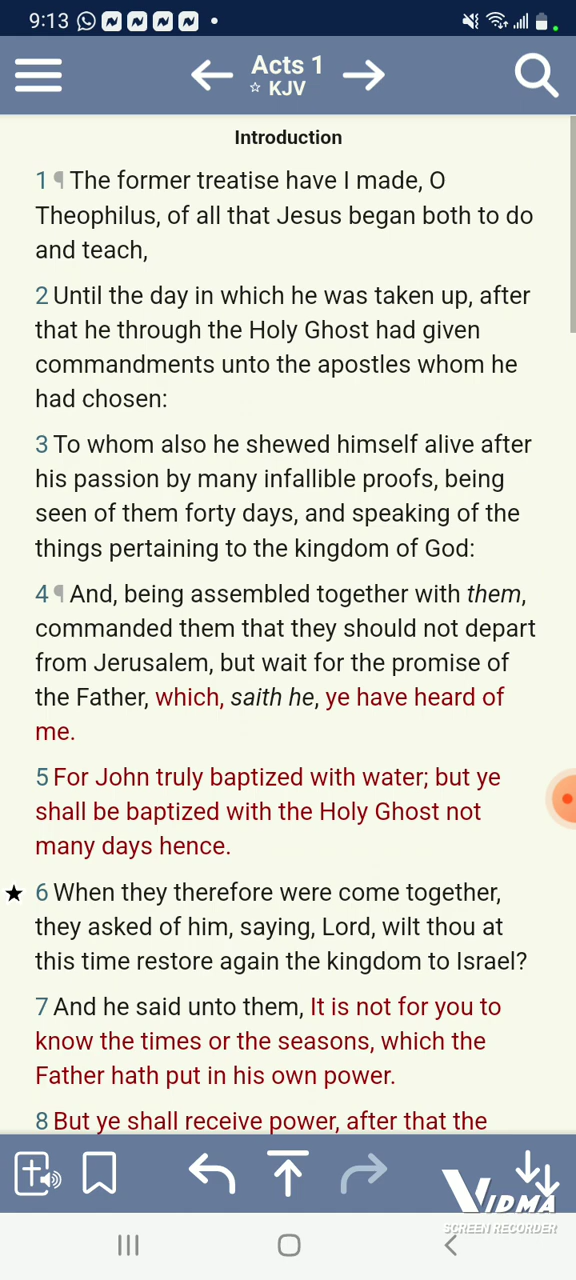 9:13
Acts 1
☆ KJV
Introduction
1 ¶ The former treatise have I made, O
Theophilus, of all that Jesus began both to do
and teach,
2 Until the day in which he was taken up, after
that he through the Holy Ghost had given
commandments unto the apostles whom he
had chosen:
3 To whom also he shewed himself alive after
his passion by many infallible proofs, being
seen of them forty days, and speaking of the
things pertaining to the kingdom of God:
4 ¶ And, being assembled together with them,
commanded them that they should not depart
from Jerusalem, but wait for the promise of
the Father, which, saith he, ye have heard of
me.
5 For John truly baptized with water; but ye
shall be baptized with the Holy Ghost not
many days hence.
★ 6 When they therefore were come together,
they asked of him, saying, Lord, wilt thou at
this time restore again the kingdom to Israel?
7 And he said unto them, It is not for you to
know the times or the seasons, which the
Father hath put in his own power.
8 But ye shall receive power, after that the
VIDMA
SCREEN RECORDER